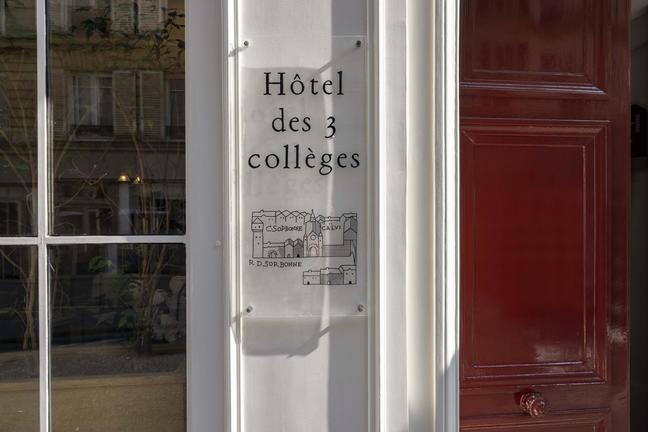 Hôtel
des 3
collèges
C. SORBONNE CALVI
R. D. SORBONNE